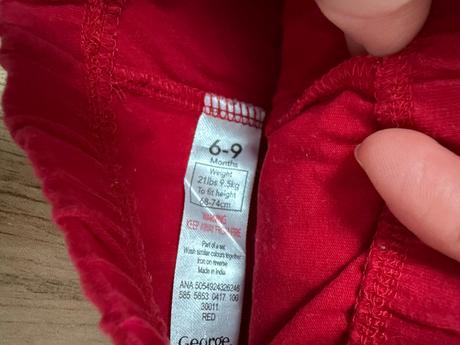 6-9
Months
Weight
21lbs 9.5kg
To fit height
68-74cm
WARNING
KEEP AWAY FROM FIRE
Part of a set
Wash similar colours together
Iron on reverse
Made in India
ANA 5054924326246
585 5853 0417 100
30011
RED
George